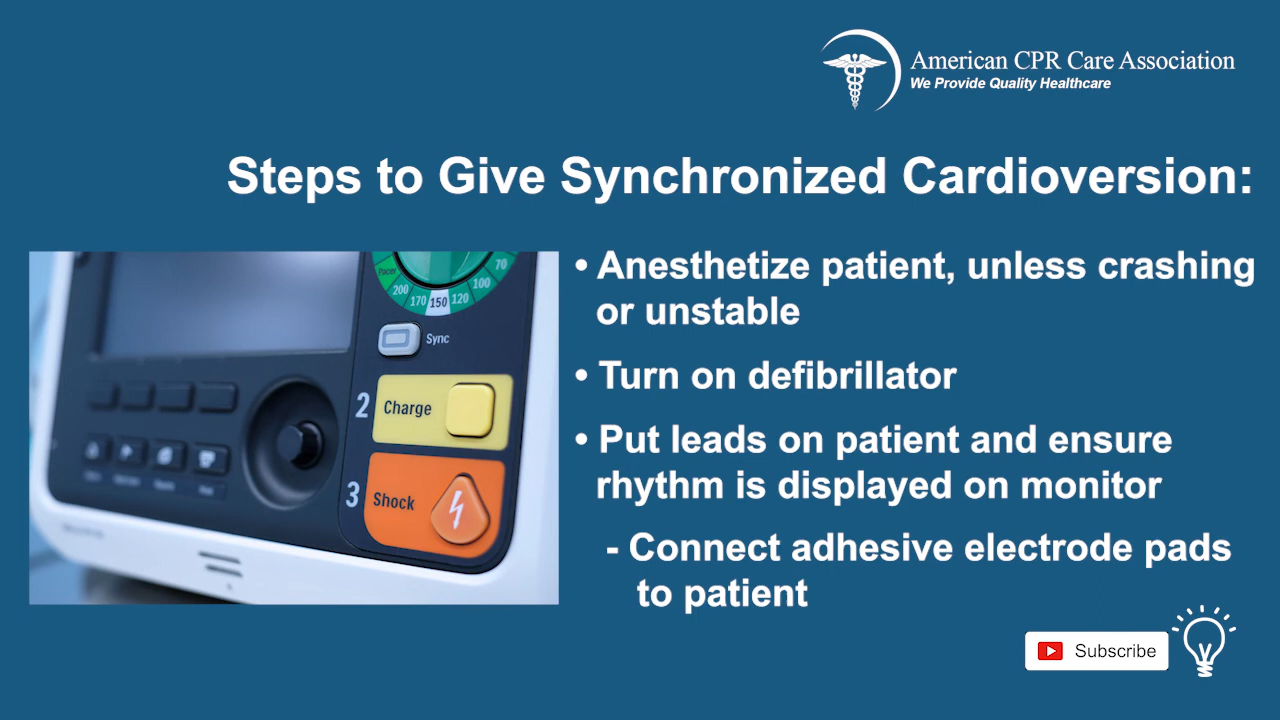 American CPR Care Association
We Provide Quality Healthcare
Steps to Give Synchronized Cardioversion:
• Anesthetize patient, unless crashing
or unstable
• Turn on defibrillator
• Put leads on patient and ensure
rhythm is displayed on monitor
- Connect adhesive electrode pads
to patient
Pacer
70
100
120
150
170
200
Sync
2 Charge
3 Shock
Subscribe